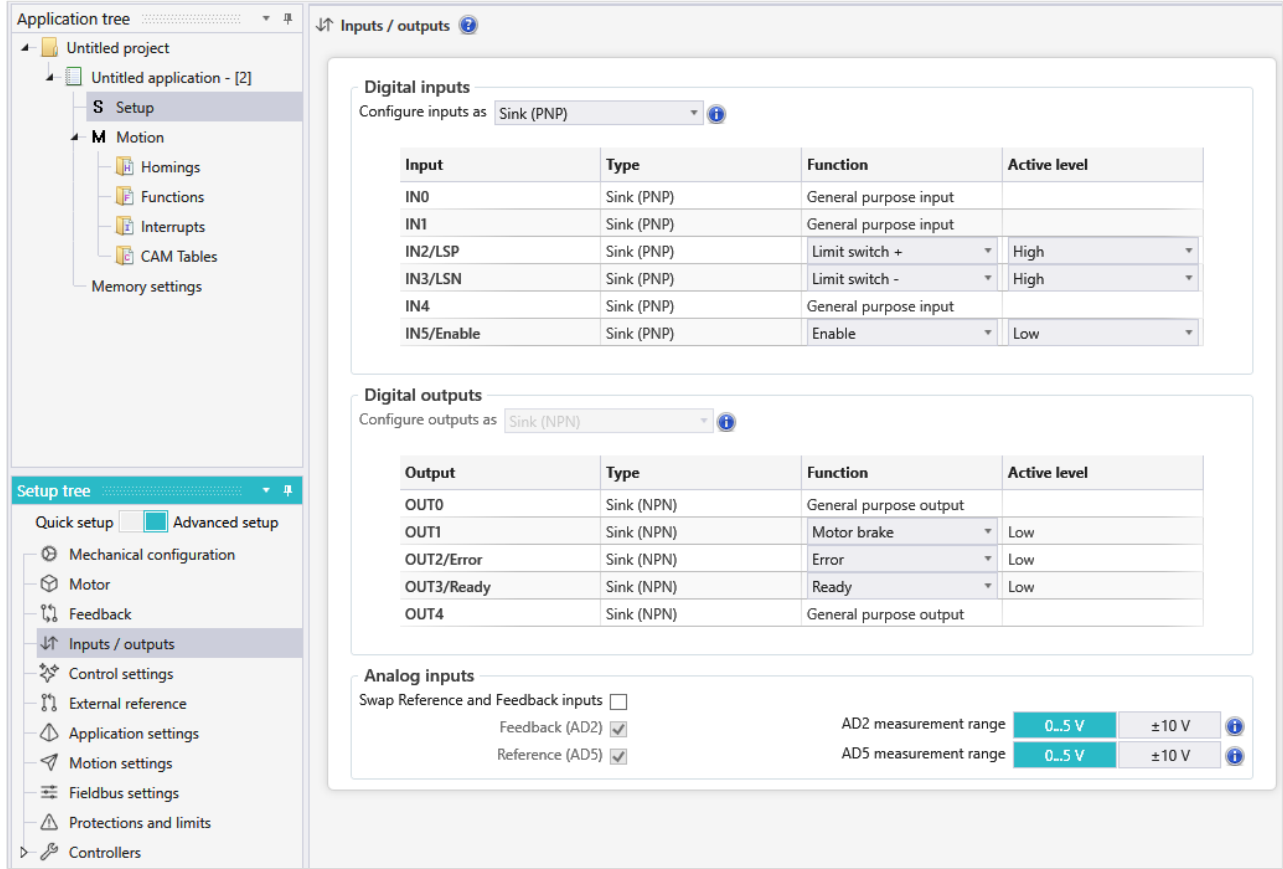 Application tree
Untitled project
Untitled application - [2]
S Setup
M Motion
H Homings
F Functions
I Interrupts
C CAM Tables
Memory settings
Setup tree
Quick setup Advanced setup
Mechanical configuration
Motor
Feedback
Inputs / outputs
Control settings
External reference
Application settings
Motion settings
Fieldbus settings
Protections and limits
Controllers
Inputs / outputs ?
Digital inputs
Configure inputs as Sink (PNP) i
Input Type Function Active level
IN0 Sink (PNP) General purpose input
IN1 Sink (PNP) General purpose input
IN2/LSP Sink (PNP) Limit switch + High
IN3/LSN Sink (PNP) Limit switch - High
IN4 Sink (PNP) General purpose input
IN5/Enable Sink (PNP) Enable Low
Digital outputs
Configure outputs as Sink (NPN) i
Output Type Function Active level
OUT0 Sink (NPN) General purpose output
OUT1 Sink (NPN) Motor brake Low
OUT2/Error Sink (NPN) Error Low
OUT3/Ready Sink (NPN) Ready Low
OUT4 Sink (NPN) General purpose output
Analog inputs
Swap Reference and Feedback inputs
Feedback (AD2) AD2 measurement range 0...5 V ±10 V i
Reference (AD5) AD5 measurement range 0...5 V ±10 V i